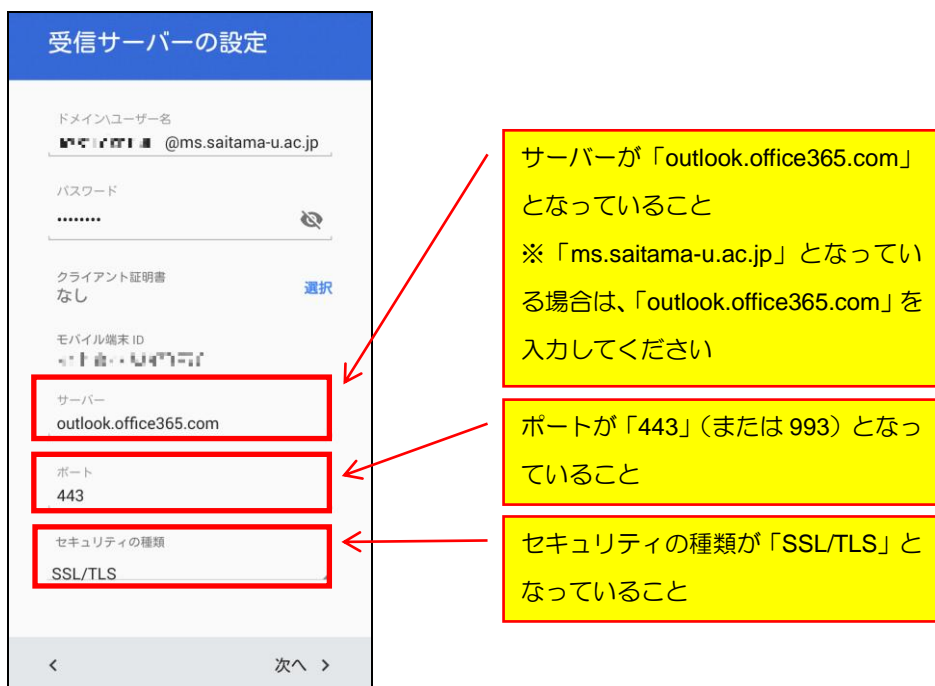 受信サーバーの設定
ドメイン\ユーザー名
@ms.saitama-u.ac.jp
パスワード
••••••••
クライアント証明書
なし
選択
モバイル端末 ID
サーバー
outlook.office365.com
ポート
443
セキュリティの種類
SSL/TLS
次へ
サーバーが「outlook.office365.com」
となっていること
※「ms.saitama-u.ac.jp」となってい
る場合は、「outlook.office365.com」を
入力してください
ポートが「443」（または 993）となっ
ていること
セキュリティの種類が「SSL/TLS」と
なっていること